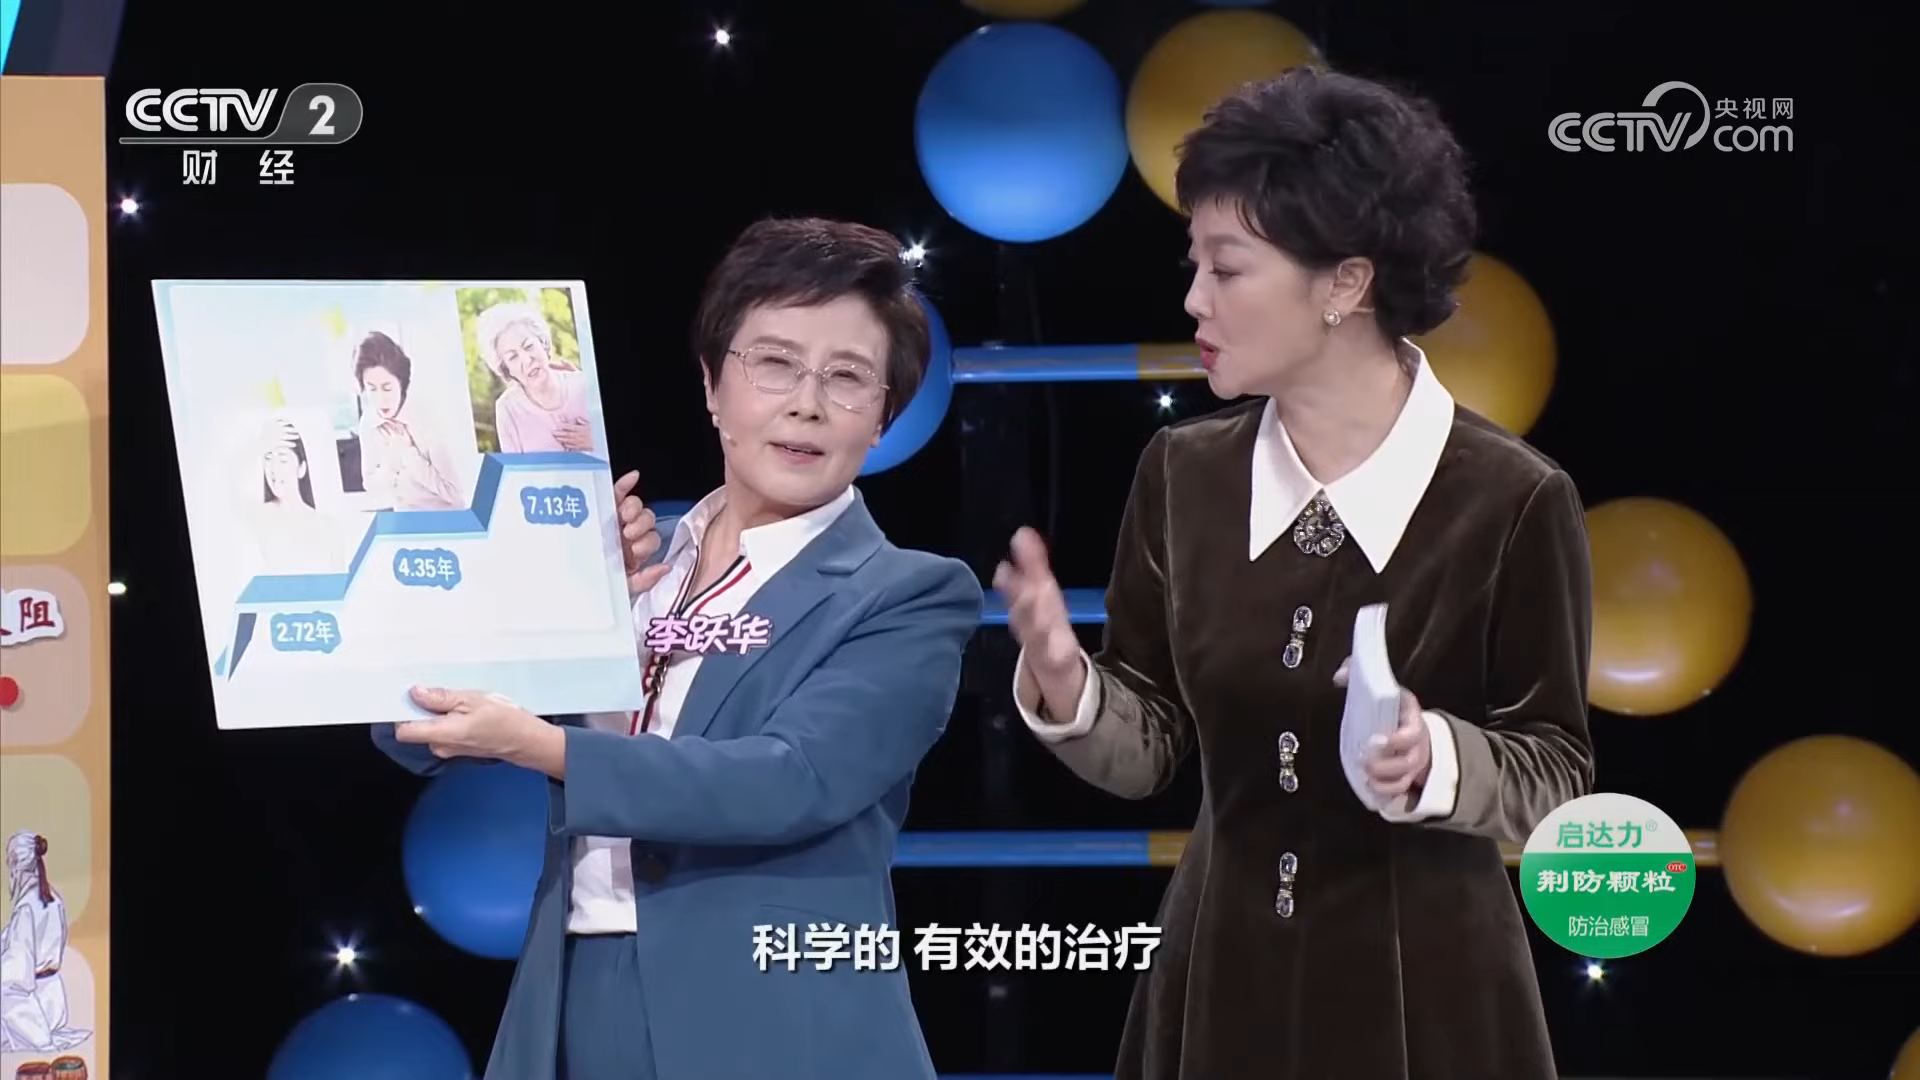 CCTV 2
财 经
央视网
CCTV.com
阻
7.13年
4.35年
2.72年
李跃华
启达力®
荆防颗粒 OTC
防治感冒
科学的 有效的治疗